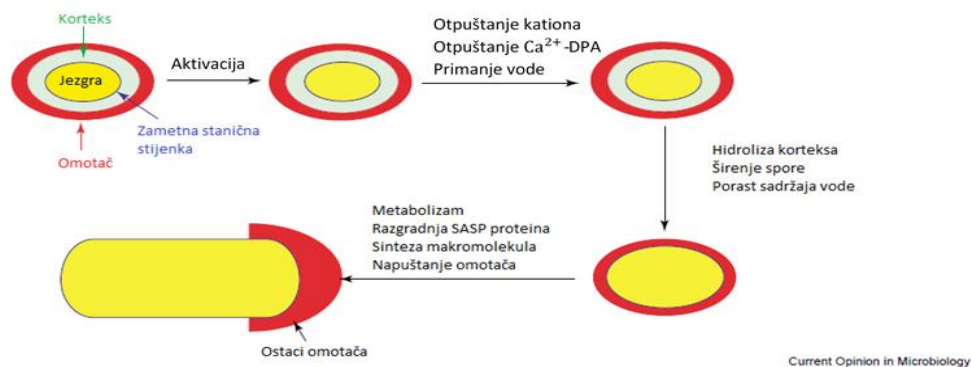 Korteks
Jezgra
Zametna stanična
stijenka
Omotač
Aktivacija
Otpuštanje kationa
Otpuštanje Ca²⁺-DPA
Primanje vode
Hidroliza korteksa
Širenje spore
Porast sadržaja vode
Metabolizam
Razgradnja SASP proteina
Sinteza makromolekula
Napuštanje omotača
Ostaci omotača
Current Opinion in Microbiology